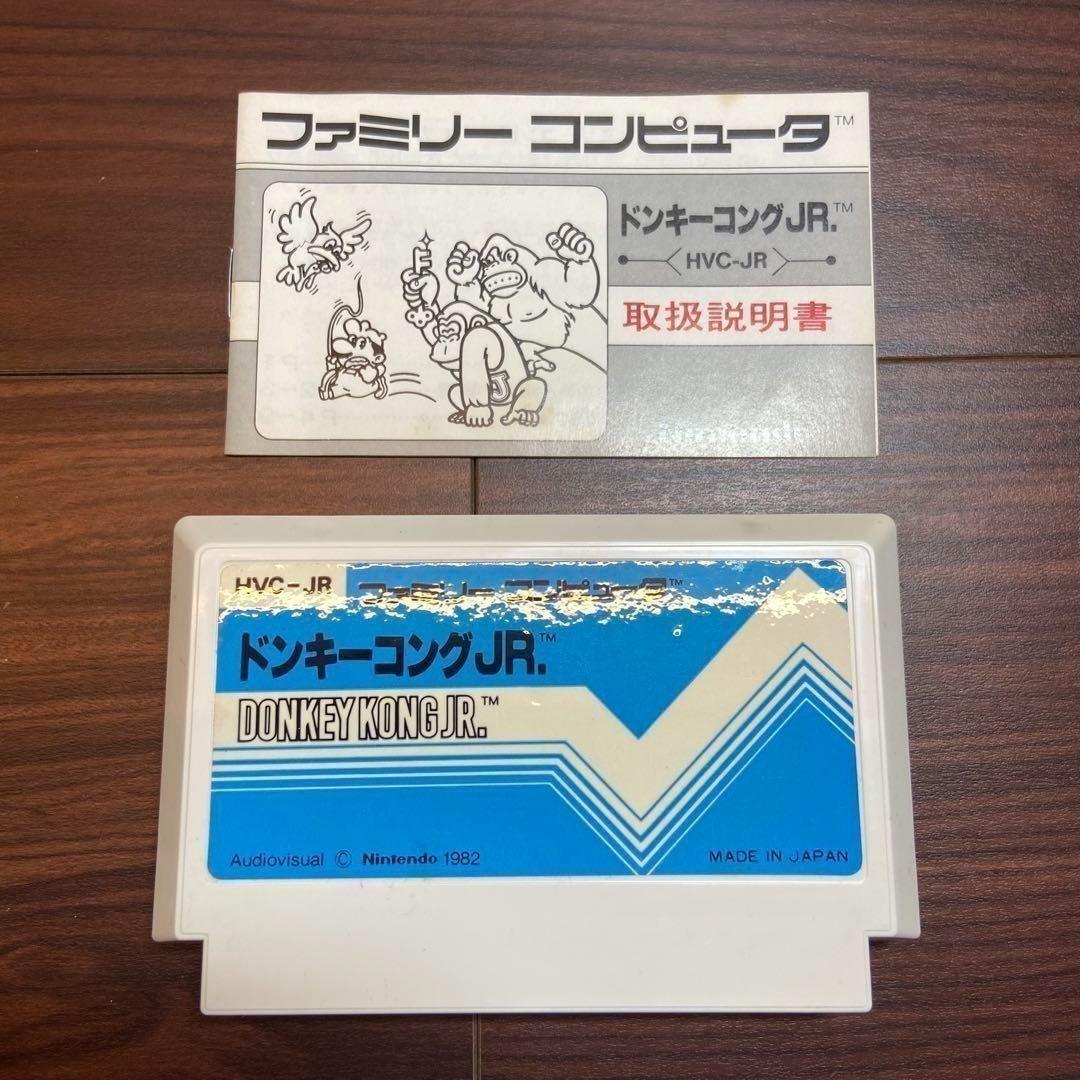 ファミリー コンピュータ™
ドンキーコングJR.™
HVC-JR
取扱説明書
J
HVC-JR
ファミリー コンピュータ™
ドンキーコングJR.™
DONKEY KONG JR.™
Audiovisual © Nintendo 1982
MADE IN JAPAN